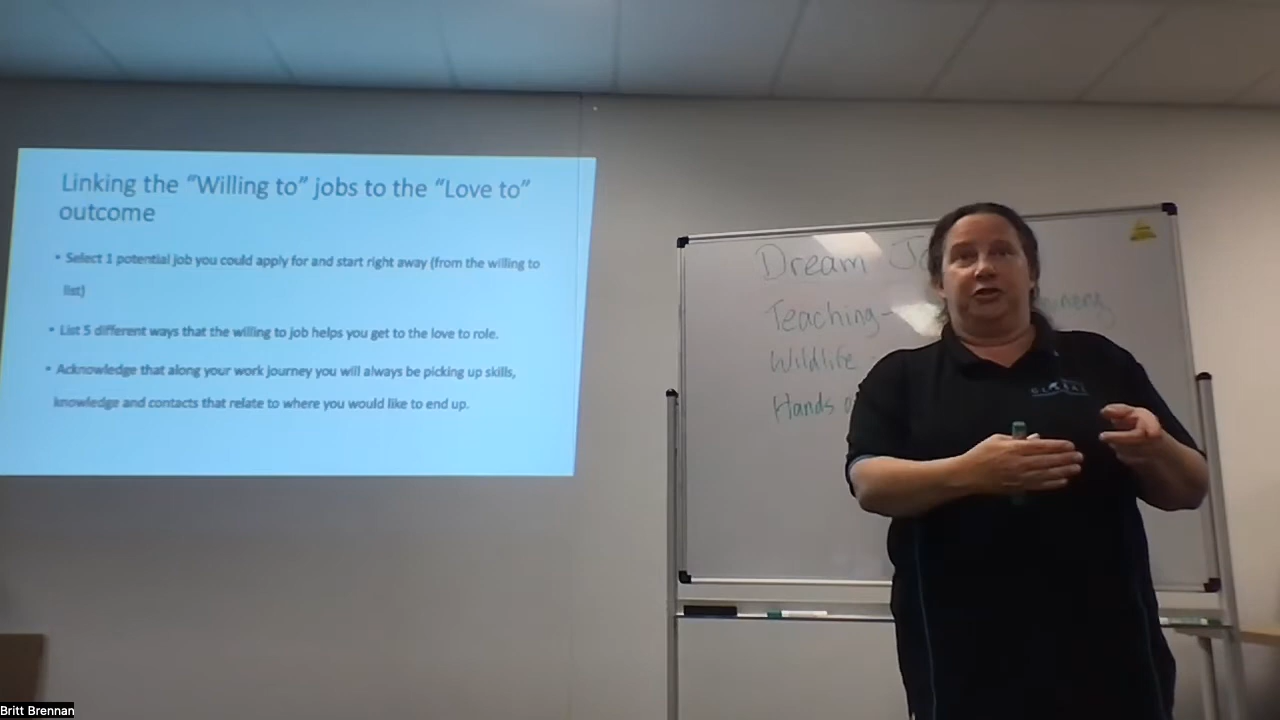 Linking the “Willing to” jobs to the “Love to”
outcome
• Select 1 potential job you could apply for and start right away (from the willing to
list)
• List 5 different ways that the willing to job helps you get to the love to role.
• Acknowledge that along your work journey you will always be picking up skills,
knowledge and contacts that relate to where you would like to end up.
Dream
Teaching-
Wildlife
Hands
GLOBAL
Britt Brennan